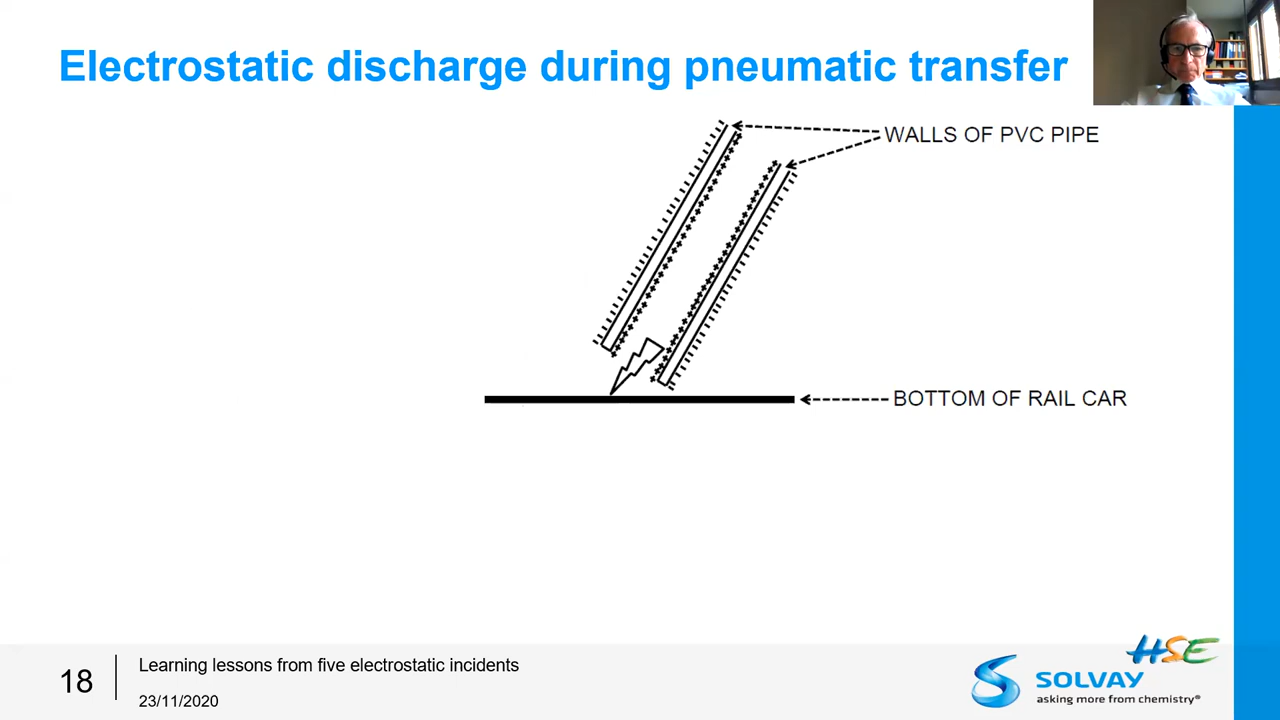 Electrostatic discharge during pneumatic transfer
WALLS OF PVC PIPE
BOTTOM OF RAIL CAR
18
Learning lessons from five electrostatic incidents
23/11/2020
HSE
SOLVAY
asking more from chemistry®